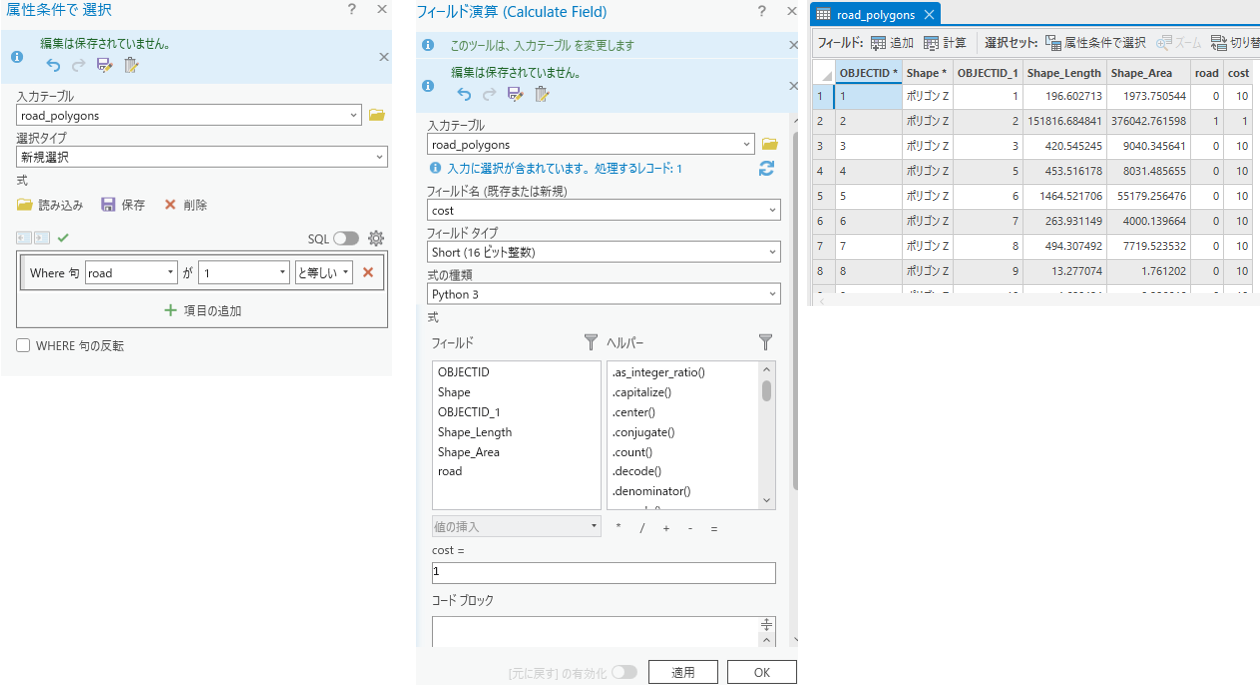 属性条件で 選択
?
編集は保存されていません。
入力テーブル
road_polygons
選択タイプ
新規選択
式
読み込み 保存 削除
SQL
Where 句 road が 1 と等しい
項目の追加
WHERE 句の反転
フィールド演算 (Calculate Field)
?
このツールは、入力テーブル を変更します
編集は保存されていません。
入力テーブル
road_polygons
入力に選択が含まれています。処理するレコード: 1
フィールド名 (既存または新規)
cost
フィールド タイプ
Short (16 ビット整数)
式の種類
Python 3
式
フィールド ヘルパー
OBJECTID
Shape
OBJECTID_1
Shape_Length
Shape_Area
road
.as_integer_ratio()
.capitalize()
.center()
.conjugate()
.count()
.decode()
.denominator()
値の挿入 * / + - =
cost =
1
コード ブロック
[元に戻す] の有効化 適用 OK
road_polygons
フィールド: 追加 計算 選択セット: 属性条件で選択 ズーム 切り替
OBJECTID * Shape * OBJECTID_1 Shape_Length Shape_Area road cost
1 1 ポリゴン Z 1 196.602713 1973.750544 0 10
2 2 ポリゴン Z 2 151816.684841 376042.761598 1 1
3 3 ポリゴン Z 3 420.545245 9040.345641 0 10
4 4 ポリゴン Z 5 453.516178 8031.485655 0 10
5 5 ポリゴン Z 6 1464.521706 55179.256476 0 10
6 6 ポリゴン Z 7 263.931149 4000.139664 0 10
7 7 ポリゴン Z 8 494.307492 7719.523532 0 10
8 8 ポリゴン Z 9 13.277074 1.761202 0 10